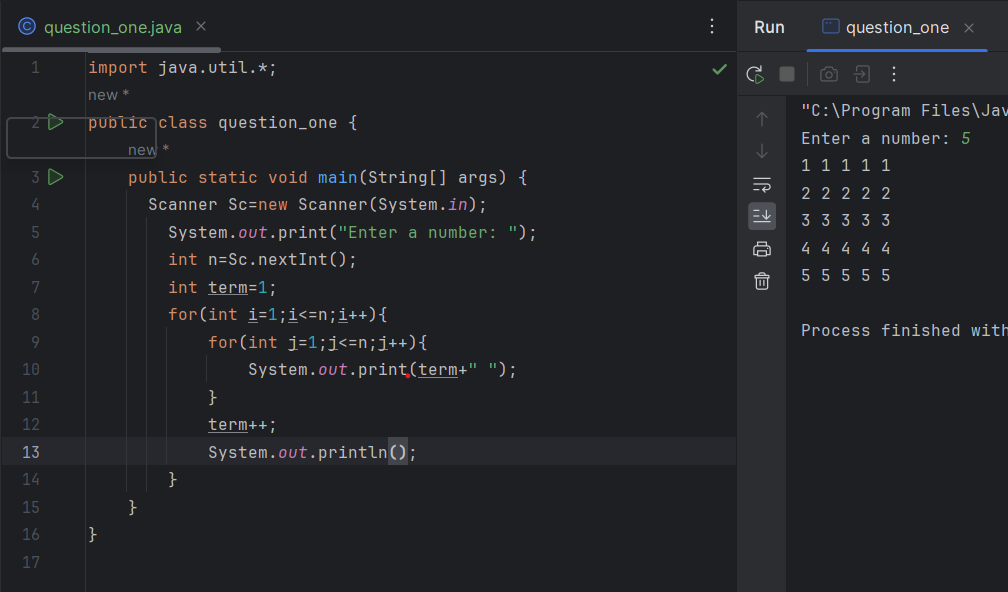 question_one.java
1 import java.util.*;
new *
2 public class question_one {
new *
3 public static void main(String[] args) {
4 Scanner Sc=new Scanner(System.in);
5 System.out.print("Enter a number: ");
6 int n=Sc.nextInt();
7 int term=1;
8 for(int i=1;i<=n;i++){
9 for(int j=1;j<=n;j++){
10 System.out.print(term+" ");
11 }
12 term++;
13 System.out.println();
14 }
15 }
16 }
17
Run question_one
"C:\Program Files\Jav
Enter a number: 5
1 1 1 1 1
2 2 2 2 2
3 3 3 3 3
4 4 4 4 4
5 5 5 5 5
Process finished with